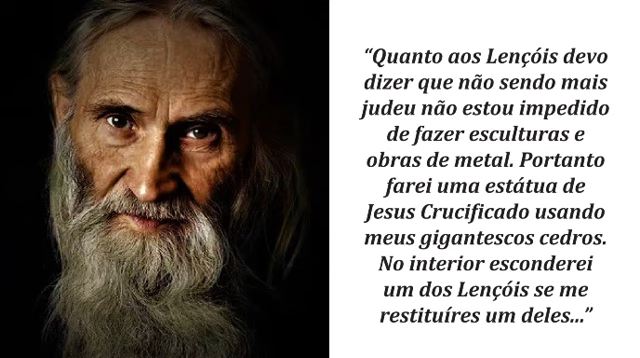 “Quanto aos Lençóis devo
dizer que não sendo mais
judeu não estou impedido
de fazer esculturas e
obras de metal. Portanto
farei uma estátua de
Jesus Crucificado usando
meus gigantescos cedros.
No interior esconderei
um dos Lençóis se me
restituíres um deles...”